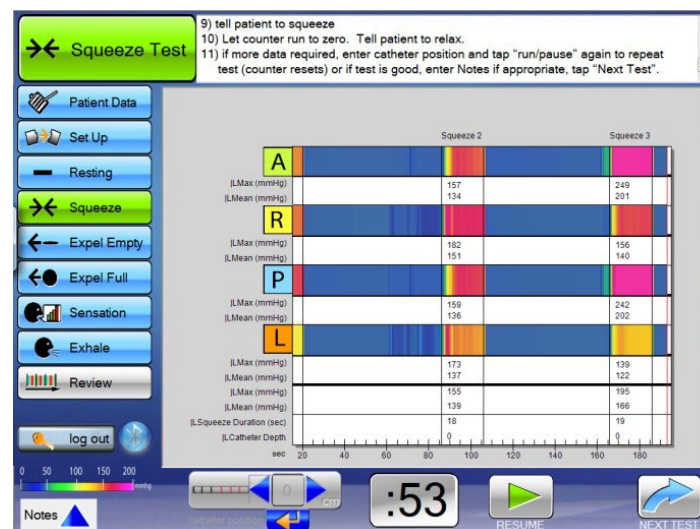 Squeeze Test
9) tell patient to squeeze
10) Let counter run to zero. Tell patient to relax.
11) if more data required, enter catheter position and tap "run/pause" again to repeat
test (counter resets) or if test is good, enter Notes if appropriate, tap "Next Test".
Patient Data
Set Up
Resting
Squeeze
Expel Empty
Expel Full
Sensation
Exhale
Review
log out
0 50 100 150 200
mmHg
Notes
Squeeze 2 Squeeze 3
A
|LMax (mmHg) 157 249
|LMean (mmHg) 134 201
R
|LMax (mmHg) 182 156
|LMean (mmHg) 151 140
P
|LMax (mmHg) 159 242
|LMean (mmHg) 136 202
L
|LMax (mmHg) 173 139
|LMean (mmHg) 137 122
|LMax (mmHg) 155 195
|LMean (mmHg) 139 166
|LSqueeze Duration (sec) 18 19
|LCatheter Depth 0 0
sec 20 40 60 80 100 120 140 160 180
0
cm
catheter position
:53
RESUME
NEXT TEST